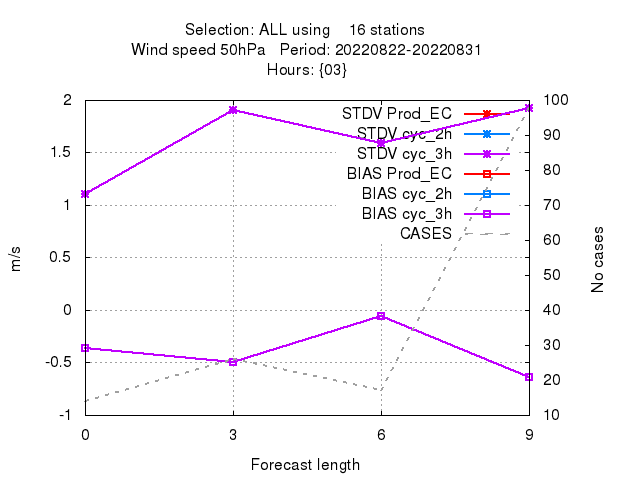 Selection: ALL using    16 stations
Wind speed 50hPa   Period: 20220822-20220831
Hours: {03}
2
1.5
1
0.5
0
-0.5
-1
100
90
80
70
60
50
40
30
20
10
0
3
6
9
m/s
No cases
Forecast length
STDV Prod_EC
STDV cyc_2h
STDV cyc_3h
BIAS Prod_EC
BIAS cyc_2h
BIAS cyc_3h
CASES